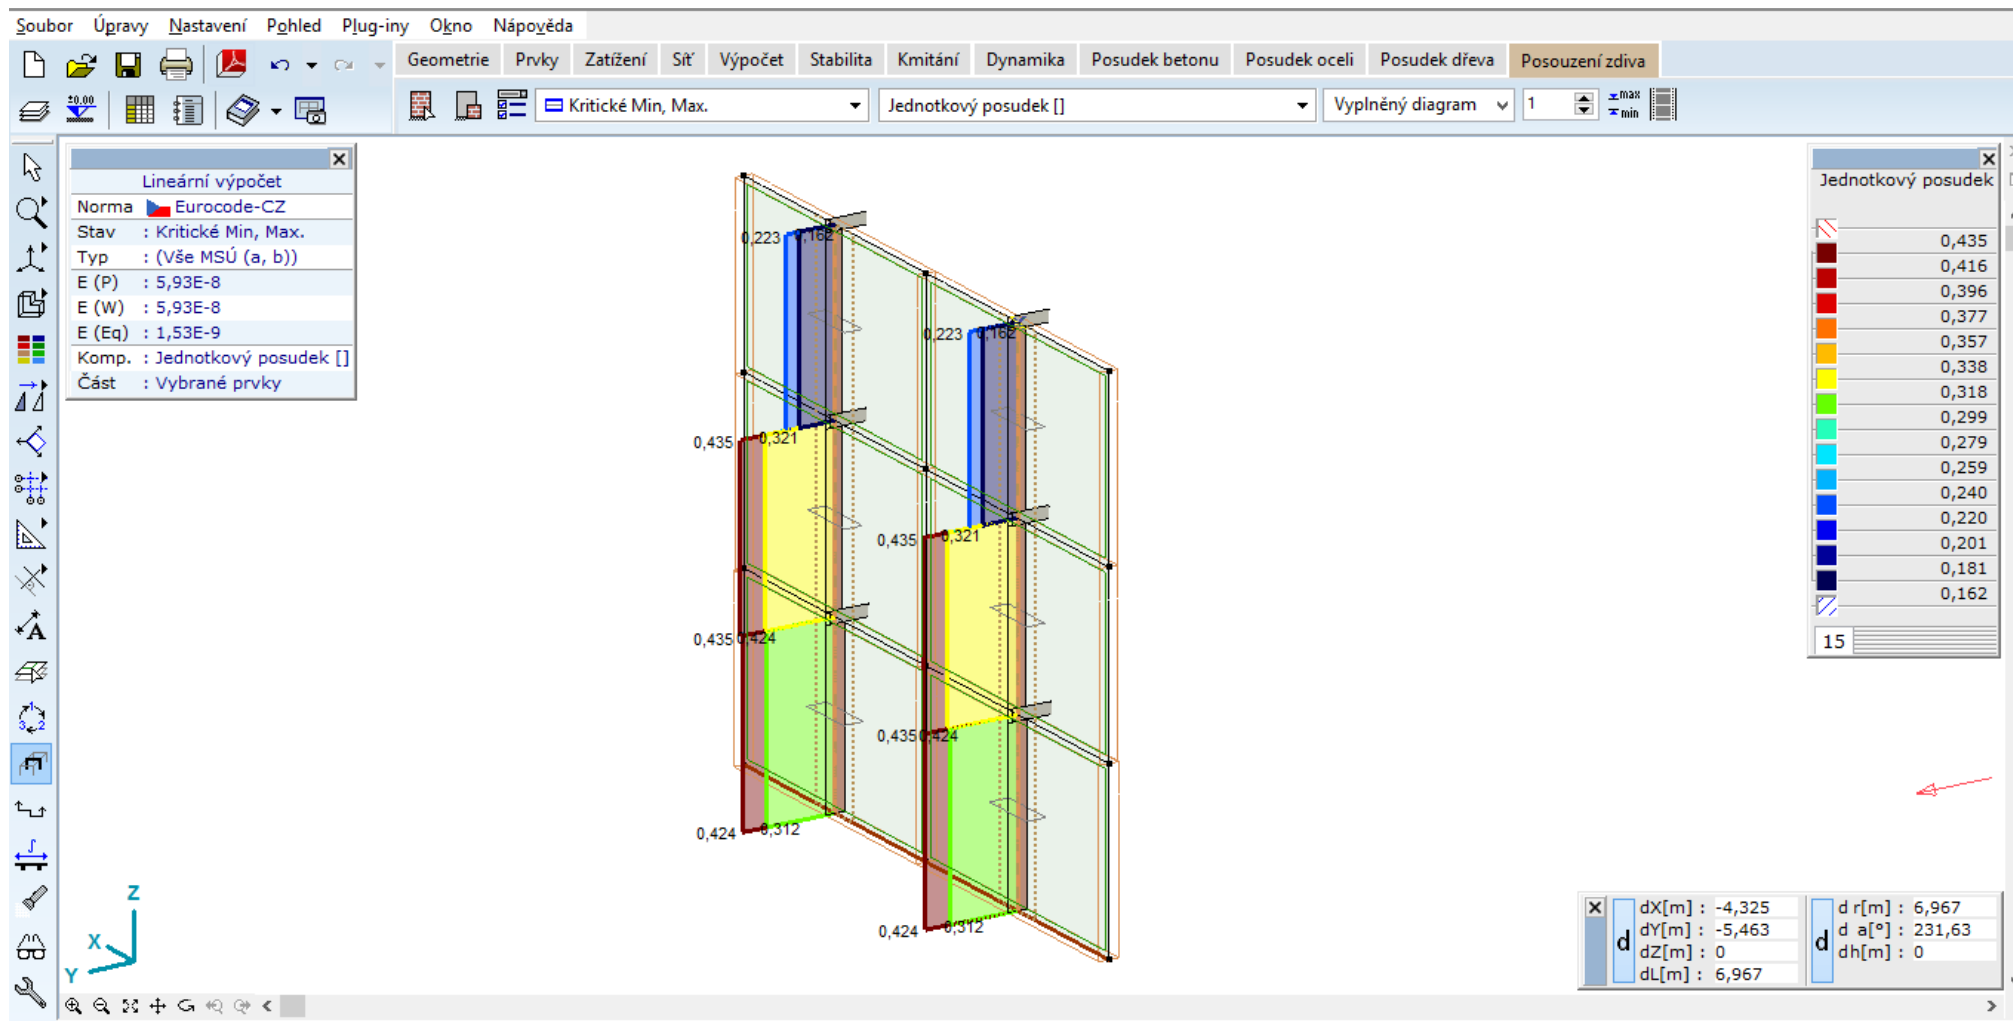 Soubor Úpravy Nastavení Pohled Plug-iny Okno Nápověda
Geometrie Prvky Zatížení Síť Výpočet Stabilita Kmitání Dynamika Posudek betonu Posudek oceli Posudek dřeva Posouzení zdiva
±0.00 Kritické Min, Max. Jednotkový posudek [] Vyplněný diagram 1 max min
Lineární výpočet
Norma Eurocode-CZ
Stav : Kritické Min, Max.
Typ : (Vše MSÚ (a, b))
E (P) : 5,93E-8
E (W) : 5,93E-8
E (Eq) : 1,53E-9
Komp. : Jednotkový posudek []
Část : Vybrané prvky
0,223 0,162
0,223 0,162
0,435 0,321
0,435 0,321
0,435 0,424
0,435 0,424
0,424 0,312
0,424 0,312
Jednotkový posudek
0,435
0,416
0,396
0,377
0,357
0,338
0,318
0,299
0,279
0,259
0,240
0,220
0,201
0,181
0,162
15
Z
X
Y
d
dX[m] : -4,325
dY[m] : -5,463
dZ[m] : 0
dL[m] : 6,967
d
d r[m] : 6,967
d a[°] : 231,63
dh[m] : 0